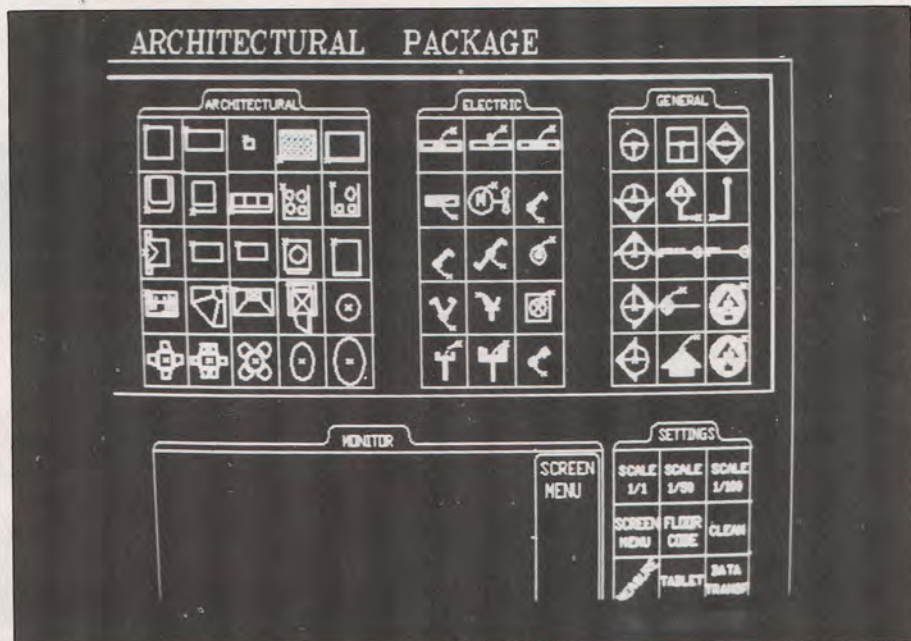 ARCHITECTURAL PACKAGE
ARCHITECTURAL
ELECTRIC
GENERAL
M
MONITOR
SCREEN
MENU
SETTINGS
SCALE
1/1
SCALE
1/50
SCALE
1/100
SCREEN
MENU
FLOOR
CODE
CLEAN
MEASURE
TABLET
DATA
TRANSF